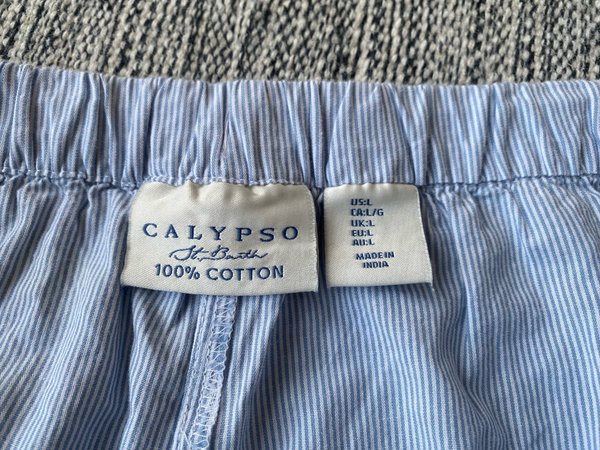 CALYPSO
St. Barth
100% COTTON
US:L
CA:L/G
UK:L
EU:L
AU:L
MADE IN
INDIA